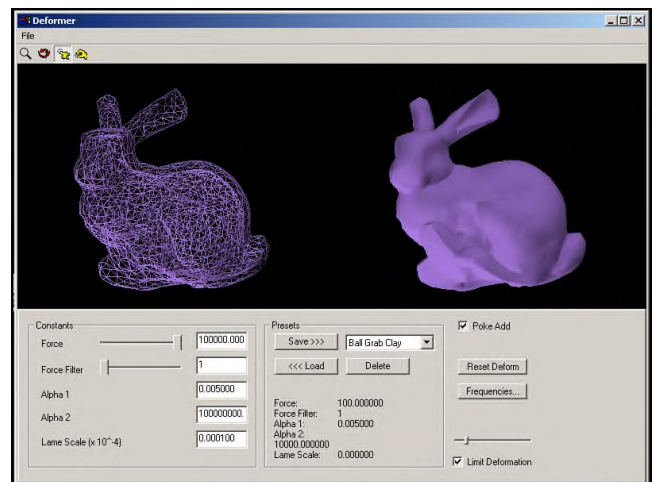 Deformer
File
Constants
Force
100000.000
Force Filter
1
Alpha 1
0.005000
Alpha 2
100000000.
Lame Scale (x 10^-4)
0.000100
Presets
Save >>>
Ball Grab Clay
<<< Load
Delete
Force: 100.000000
Force Filter: 1
Alpha 1: 0.005000
Alpha 2:
10000.000000
Lame Scale: 0.000000
Poke Add
Reset Deform
Frequencies...
Limit Deformation